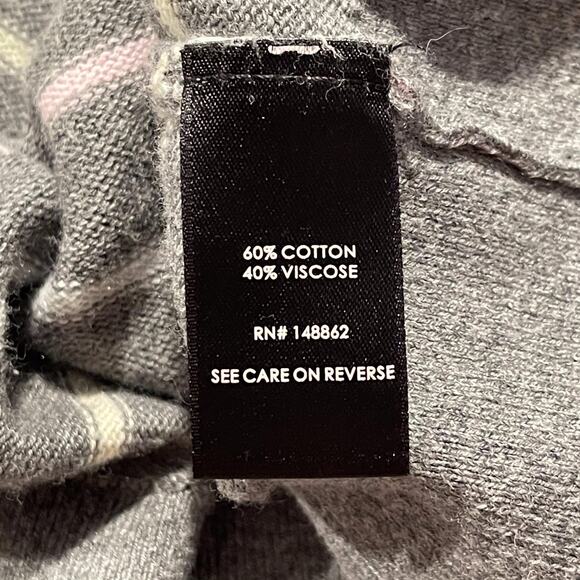 60% COTTON
40% VISCOSE
RN# 148862
SEE CARE ON REVERSE